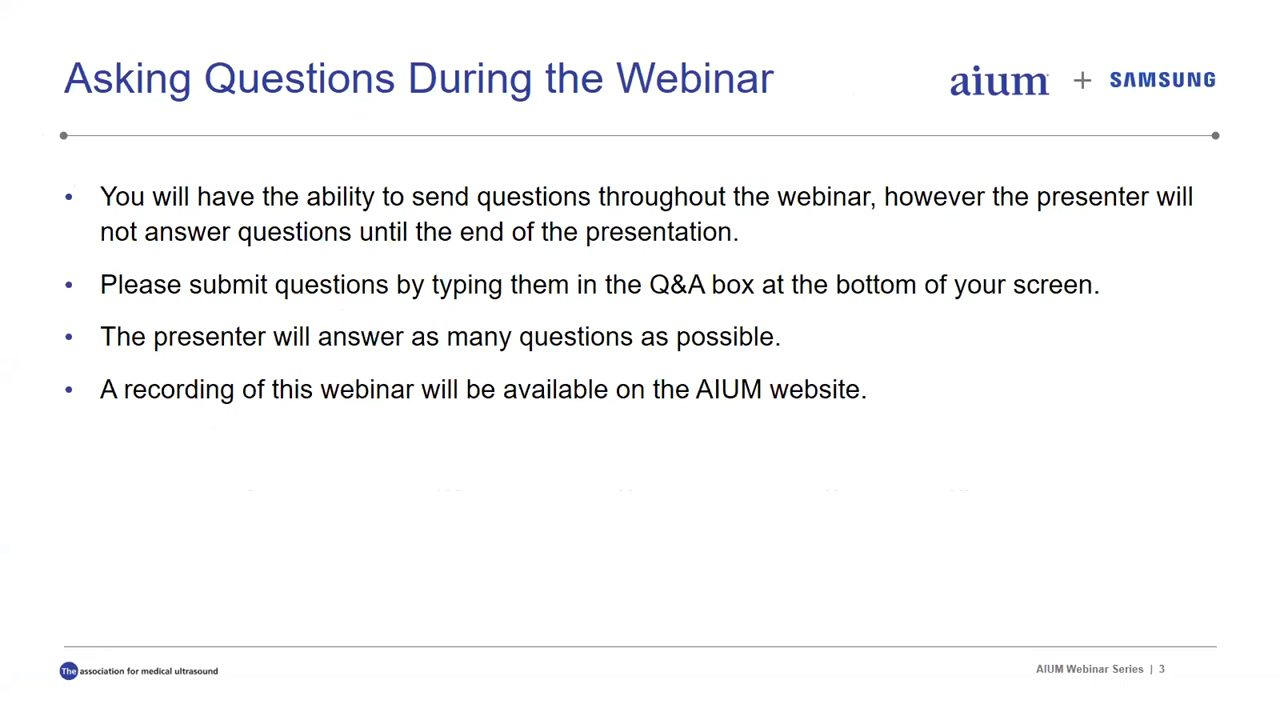 Asking Questions During the Webinar
aium + SAMSUNG
• You will have the ability to send questions throughout the webinar, however the presenter will
not answer questions until the end of the presentation.
• Please submit questions by typing them in the Q&A box at the bottom of your screen.
• The presenter will answer as many questions as possible.
• A recording of this webinar will be available on the AIUM website.
The association for medical ultrasound
AIUM Webinar Series | 3